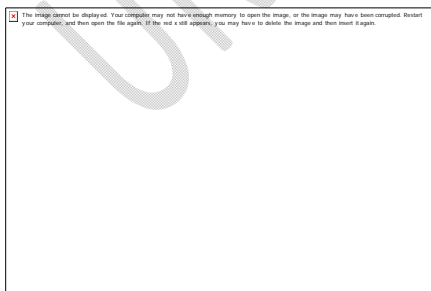 The image cannot be displayed. Your computer may not have enough memory to open the image, or the image may have been corrupted. Restart
your computer, and then open the file again. If the red x still appears, you may have to delete the image and then insert it again.